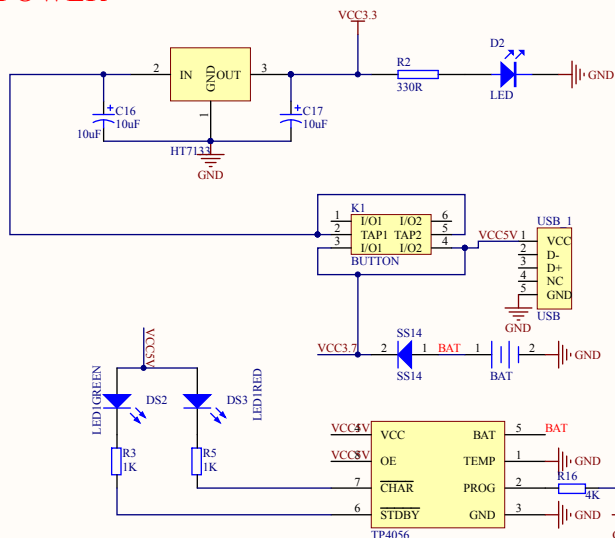 VCC3.3
R2
330R
D2
LED
GND
2 IN GND OUT 3
1
HT7133
GND
C16
10uF
10uF
C17
10uF
K1
1 I/O1 I/O2 6
2 TAP1 TAP2 5
3 I/O1 I/O2 4
BUTTON
VCC5V
USB_1
1 VCC
2 D-
3 D+
4 NC
5 GND
USB
GND
VCC3.7
2 SS14 1
SS14
BAT
1 2
BAT
GND
VCC5V
LED1GREEN
DS2
DS3
LED1RED
R3
1K
R5
1K
VCC5V 4 VCC BAT 5 BAT
8 OE TEMP 1 GND
7 CHAR PROG 2 R16
4K
6 STDBY GND 3 GND
TP4056